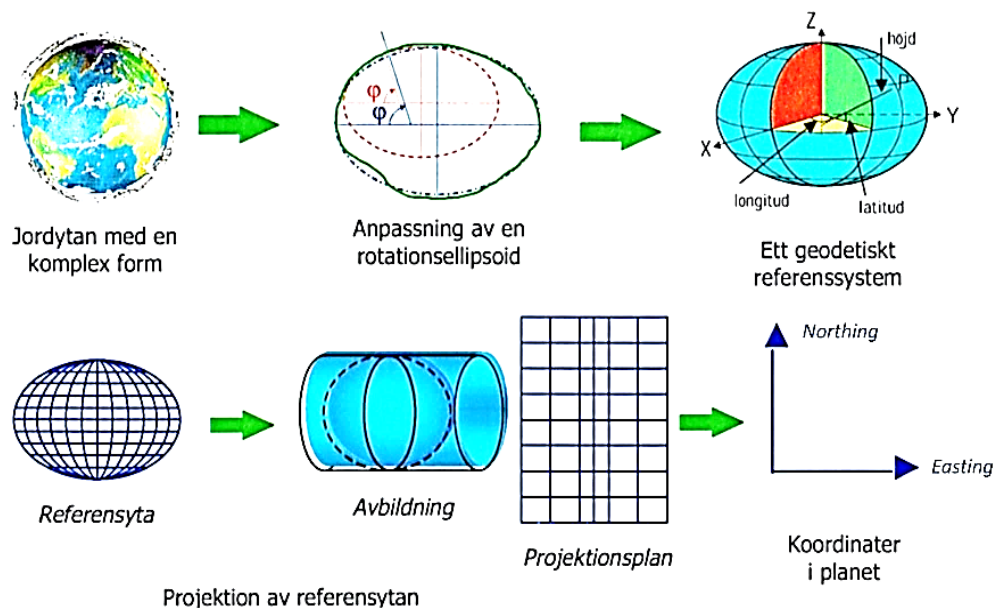 Z
höjd
P
φ
φ
Y
X
longitud
latitud
Jordytan med en
komplex form
Anpassning av en
rotationsellipsoid
Ett geodetiskt
referenssystem
Northing
Easting
Referensyta
Avbildning
Projektionsplan
Koordinater
i planet
Projektion av referensytan